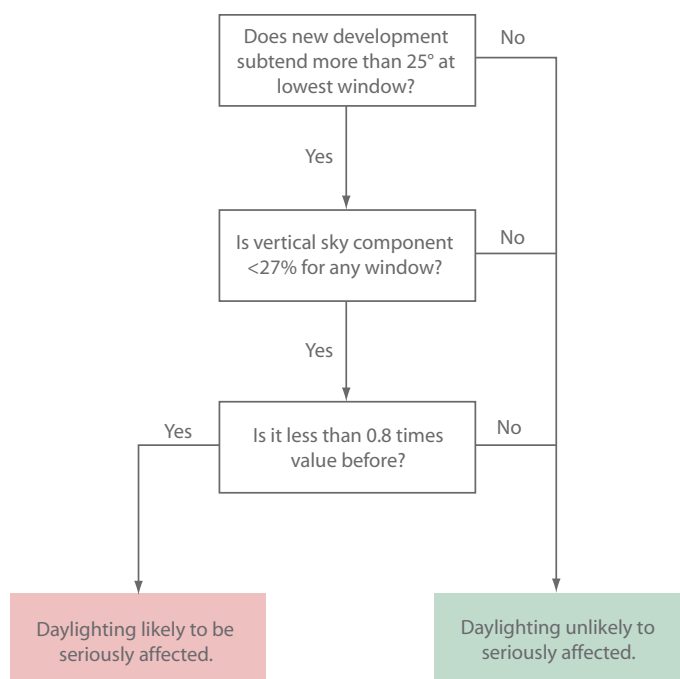 Does new development
subtend more than 25° at
lowest window?
No
Yes
Is vertical sky component
<27% for any window?
No
Yes
Yes
Is it less than 0.8 times
value before?
No
Daylighting likely to be
seriously affected.
Daylighting unlikely to
seriously affected.